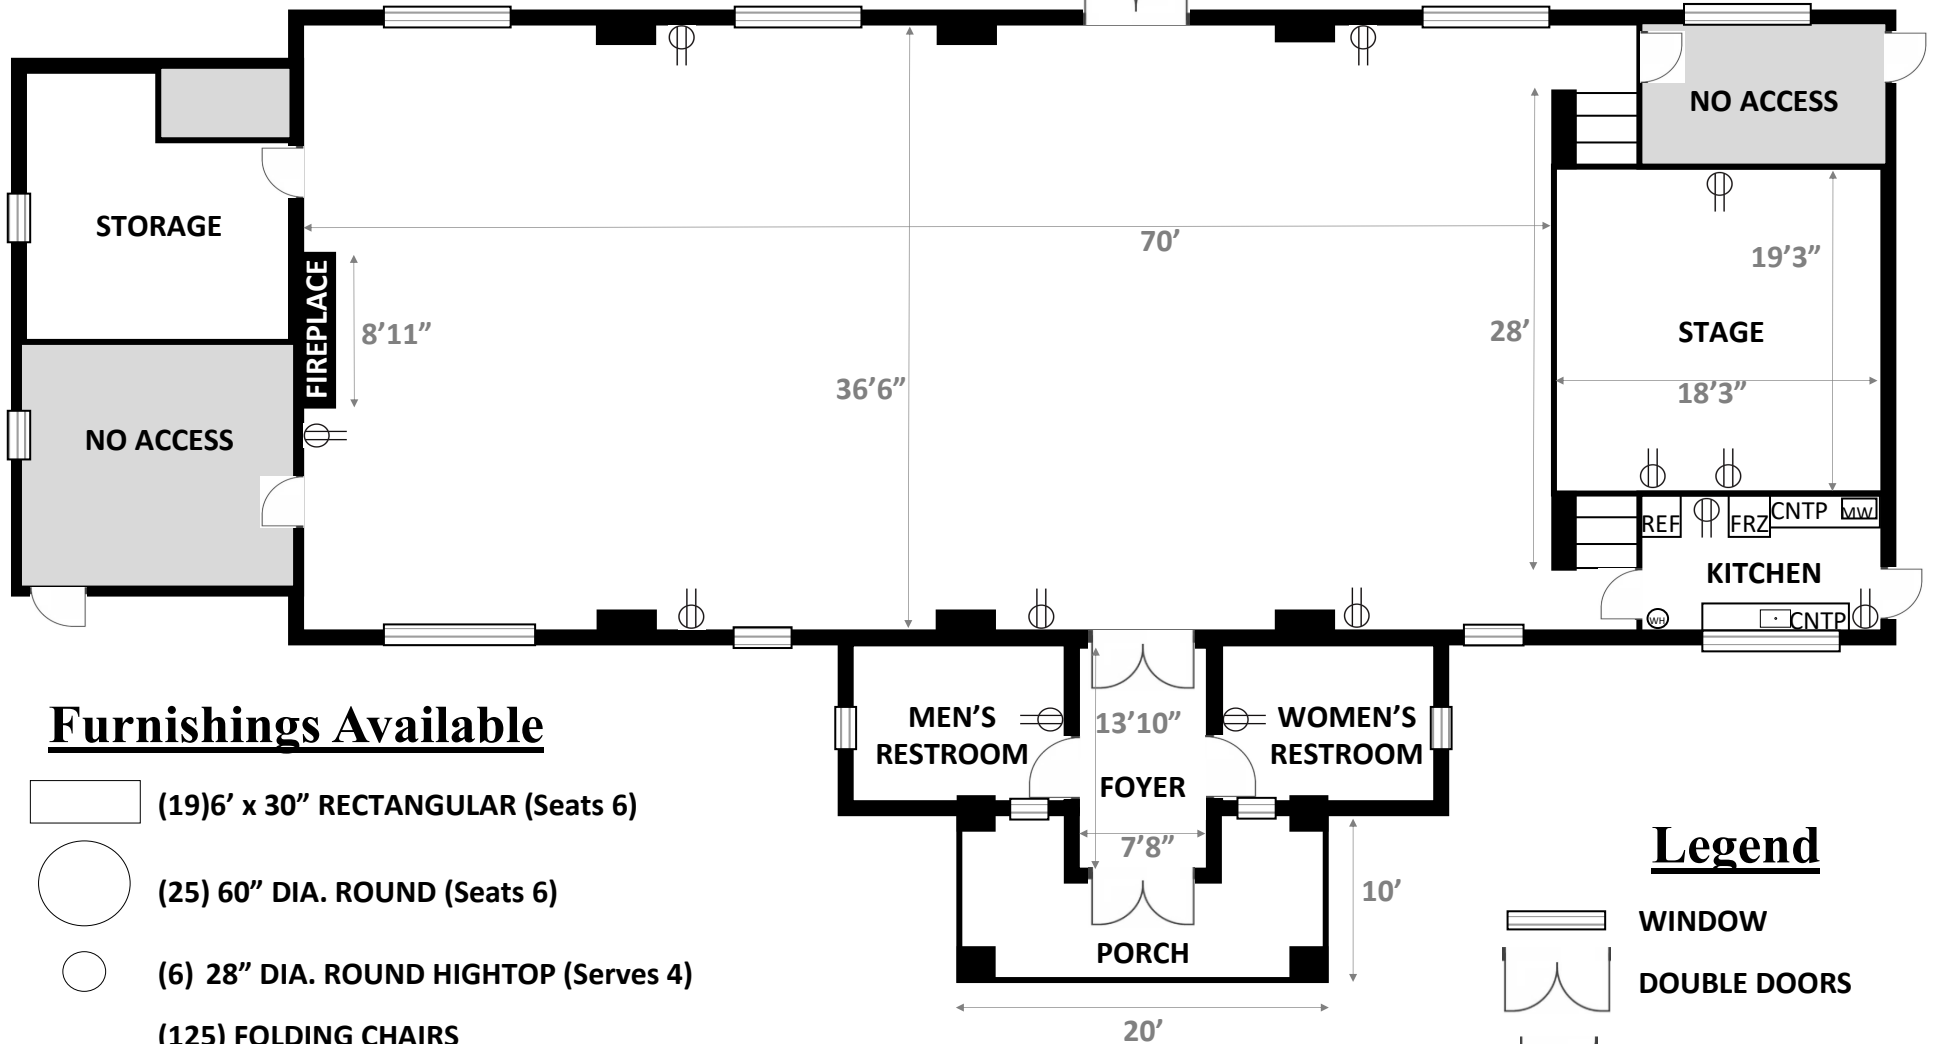 NO ACCESS
STORAGE
70’
19’3”
FIREPLACE
8’11”
28’
STAGE
36’6”
18’3”
NO ACCESS
REF
FRZ
CNTP
MW
KITCHEN
WH
CNTP
MEN’S
RESTROOM
13’10”
WOMEN’S
RESTROOM
FOYER
7’8”
10’
PORCH
20’
Furnishings Available
(19)6’ x 30” RECTANGULAR (Seats 6)
(25) 60” DIA. ROUND (Seats 6)
(6) 28” DIA. ROUND HIGHTOP (Serves 4)
(125) FOLDING CHAIRS
Legend
WINDOW
DOUBLE DOORS